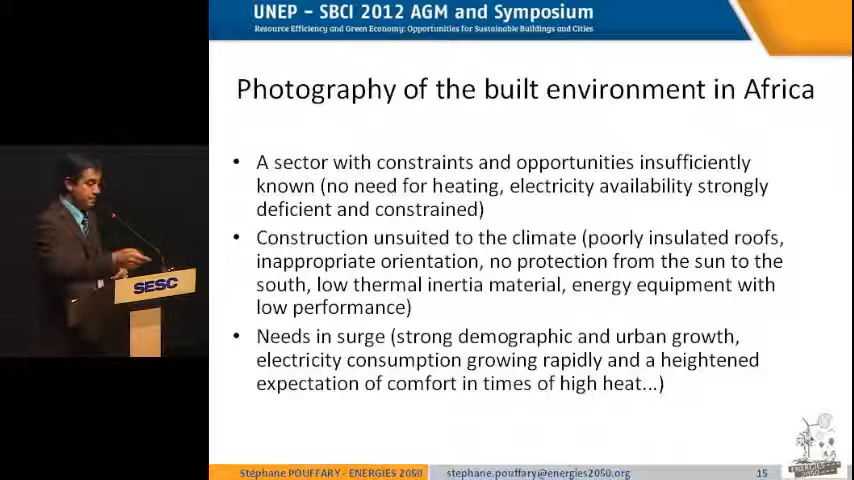 UNEP – SBCI 2012 AGM and Symposium
Resource Efficiency and Green Economy: Opportunities for Sustainable Buildings and Cities
Photography of the built environment in Africa
• A sector with constraints and opportunities insufficiently
known (no need for heating, electricity availability strongly
deficient and constrained)
• Construction unsuited to the climate (poorly insulated roofs,
inappropriate orientation, no protection from the sun to the
south, low thermal inertia material, energy equipment with
low performance)
• Needs in surge (strong demographic and urban growth,
electricity consumption growing rapidly and a heightened
expectation of comfort in times of high heat...)
SESC
Stéphane POUFFARY - ENERGIES 2050
stephane.pouffary@energies2050.org
15
ENERGIES
2050